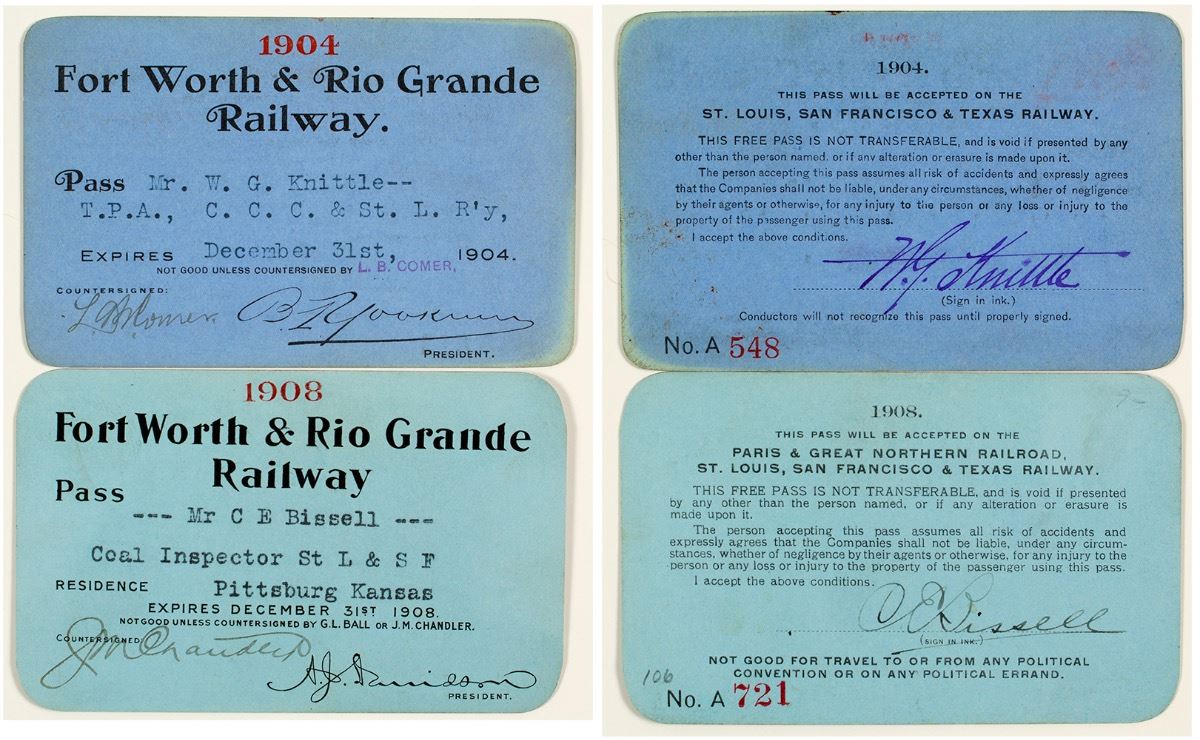 1904
Fort Worth & Rio Grande
Railway.
Pass Mr. W. G. Knittle--
T.P.A., C. C. C. & St. L. R'y,
EXPIRES December 31st, 1904.
NOT GOOD UNLESS COUNTERSIGNED BY L. B. COMER,
COUNTERSIGNED:
L B Comer B F Yoakum
PRESIDENT.
1904.
THIS PASS WILL BE ACCEPTED ON THE
ST. LOUIS, SAN FRANCISCO & TEXAS RAILWAY.
THIS FREE PASS IS NOT TRANSFERABLE, and is void if presented by any
other than the person named, or if any alteration or erasure is made upon it.
The person accepting this pass assumes all risk of accidents and expressly agrees
that the Companies shall not be liable, under any circumstances, whether of negligence
by their agents or otherwise, for any injury to the person or any loss or injury to the
property of the passenger using this pass.
I accept the above conditions.
W. G. Knittle
(Sign in ink.)
Conductors will not recognize this pass until properly signed.
No. A 548
1908
Fort Worth & Rio Grande
Railway
Pass
--- Mr C E Bissell ---
Coal Inspector St L & S F
RESIDENCE Pittsburg Kansas
EXPIRES DECEMBER 31ST 1908.
NOT GOOD UNLESS COUNTERSIGNED BY G.L. BALL OR J.M. CHANDLER.
COUNTERSIGNED:
J M Chandler
A. J. Davidson
PRESIDENT.
1908.
THIS PASS WILL BE ACCEPTED ON THE
PARIS & GREAT NORTHERN RAILROAD,
ST. LOUIS, SAN FRANCISCO & TEXAS RAILWAY.
THIS FREE PASS IS NOT TRANSFERABLE, and is void if presented
by any other than the person named, or if any alteration or erasure is
made upon it.
The person accepting this pass assumes all risk of accidents and
expressly agrees that the Companies shall not be liable, under any circum-
stances, whether of negligence by their agents or otherwise, for any injury to the
person or any loss or injury to the property of the passenger using this pass.
I accept the above conditions.
C E Bissell
(SIGN IN INK.)
NOT GOOD FOR TRAVEL TO OR FROM ANY POLITICAL
CONVENTION OR ON ANY POLITICAL ERRAND.
106
No. A 721